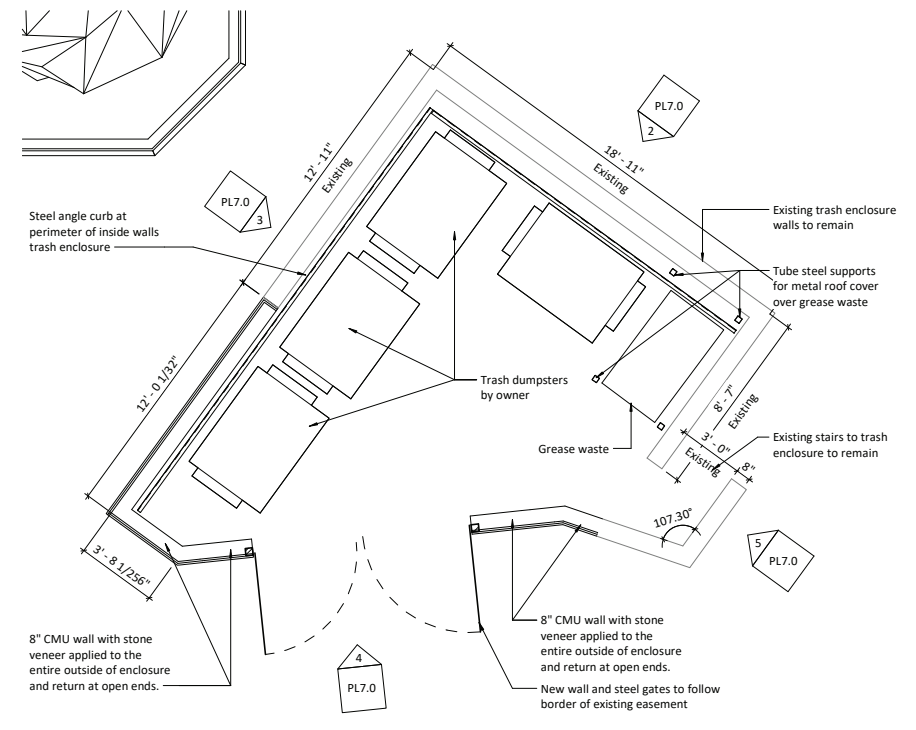 PL7.0
2
18' - 11"
Existing
12' - 11"
Existing
PL7.0
3
Steel angle curb at
perimeter of inside walls
trash enclosure
Existing trash enclosure
walls to remain
Tube steel supports
for metal roof cover
over grease waste
12' - 0 1/32"
Trash dumpsters
by owner
8' - 7"
Existing
Grease waste
3' - 0"
Existing
8"
Existing stairs to trash
enclosure to remain
107.30°
3' - 8 1/256"
5
PL7.0
8" CMU wall with stone
veneer applied to the
entire outside of enclosure
and return at open ends.
4
PL7.0
8" CMU wall with stone
veneer applied to the
entire outside of enclosure
and return at open ends.
New wall and steel gates to follow
border of existing easement